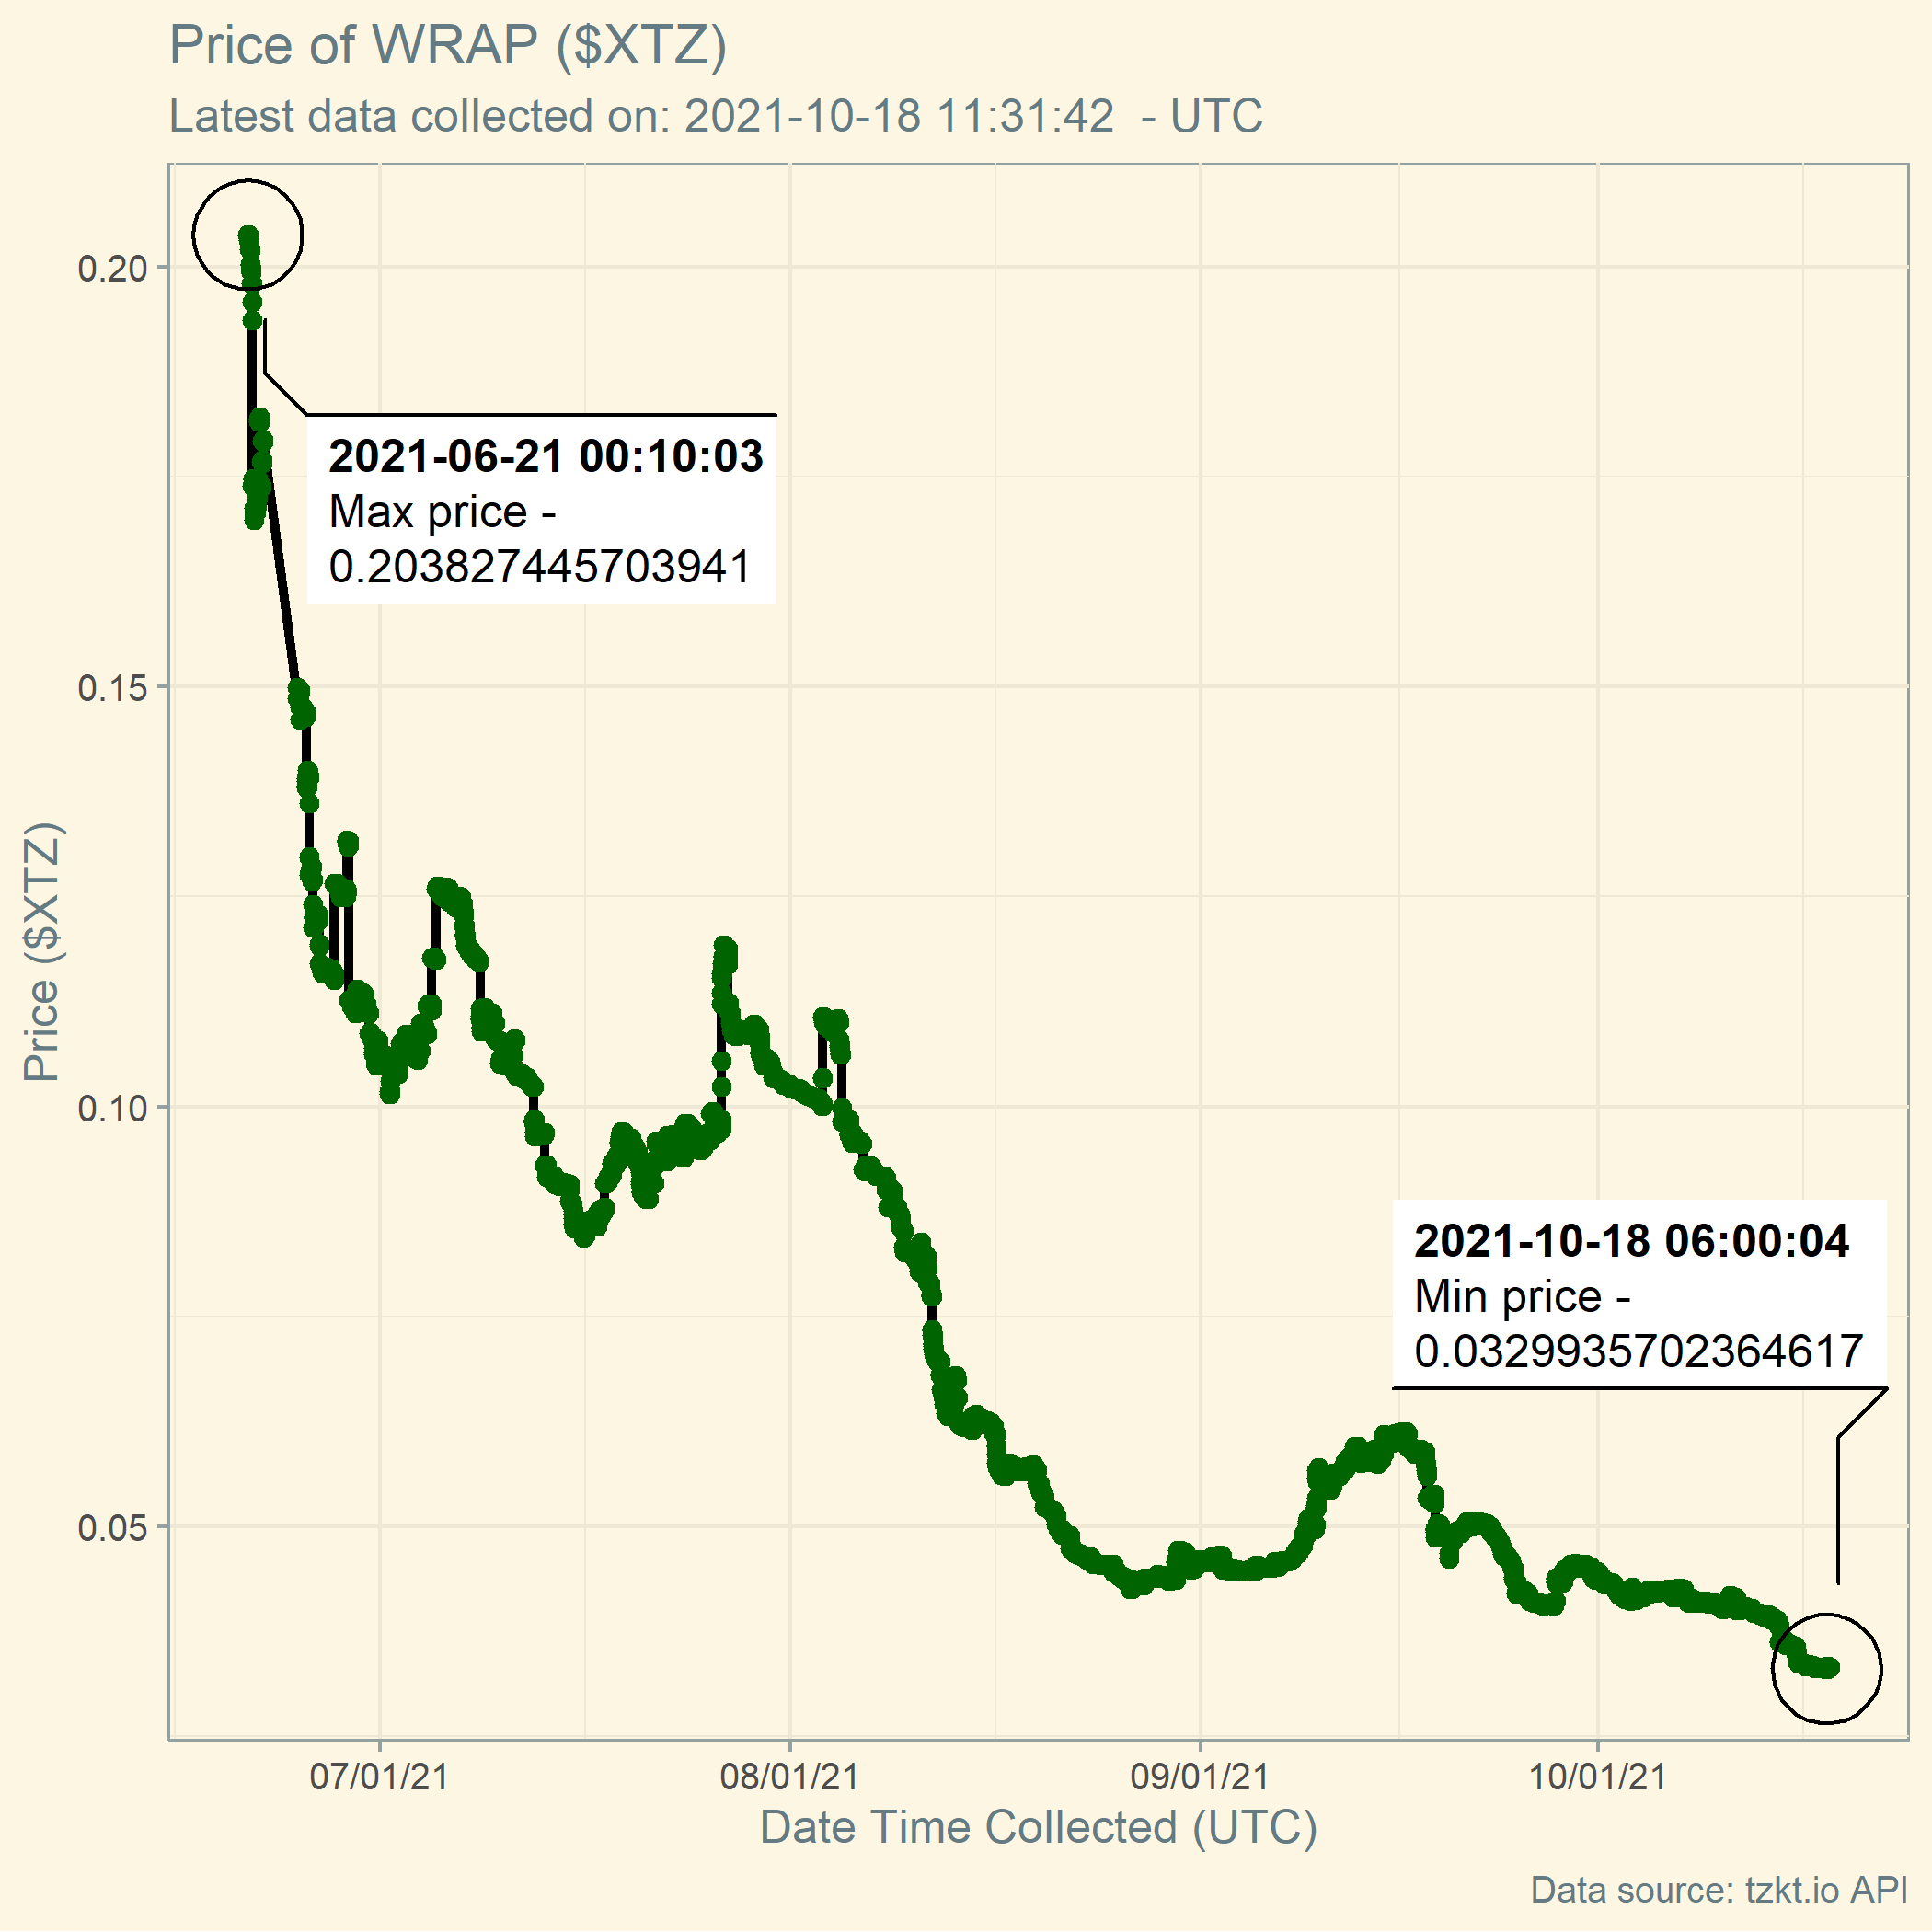 Price of WRAP ($XTZ)
Latest data collected on: 2021-10-18 11:31:42  - UTC
0.20
0.15
0.10
0.05
Price ($XTZ)
2021-06-21 00:10:03
Max price -
0.203827445703941
2021-10-18 06:00:04
Min price -
0.0329935702364617
07/01/21
08/01/21
09/01/21
10/01/21
Date Time Collected (UTC)
Data source: tzkt.io API